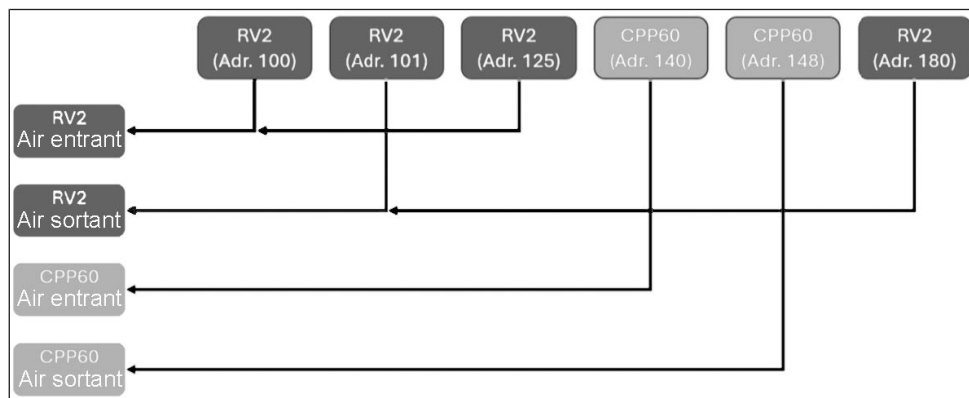 RV2
(Adr. 100)
RV2
(Adr. 101)
RV2
(Adr. 125)
CPP60
(Adr. 140)
CPP60
(Adr. 148)
RV2
(Adr. 180)
RV2
Air entrant
RV2
Air sortant
CPP60
Air entrant
CPP60
Air sortant